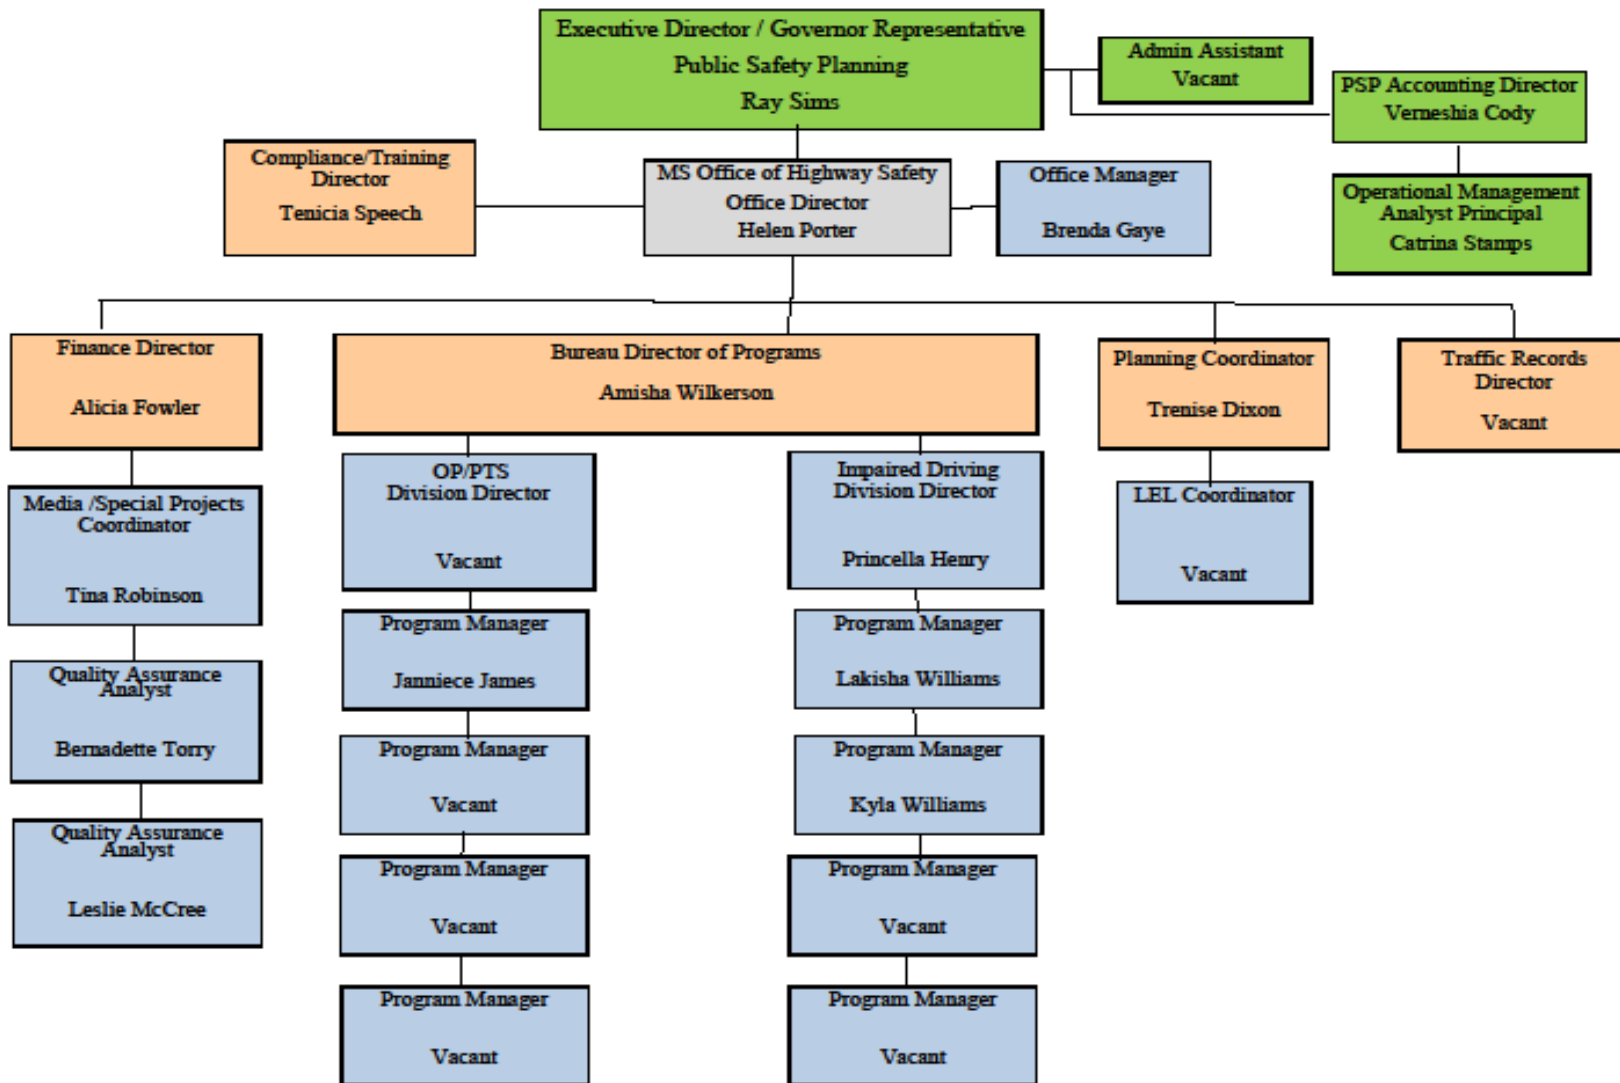 Executive Director / Governor Representative
Public Safety Planning
Ray Sims
Admin Assistant
Vacant
PSP Accounting Director
Verneshia Cody
Operational Management
Analyst Principal
Catrina Stamps
Compliance/Training
Director
Tenicia Speech
MS Office of Highway Safety
Office Director
Helen Porter
Office Manager
Brenda Gaye
Finance Director
Alicia Fowler
Bureau Director of Programs
Amisha Wilkerson
Planning Coordinator
Trenise Dixon
Traffic Records
Director
Vacant
Media /Special Projects
Coordinator
Tina Robinson
Quality Assurance
Analyst
Bernadette Torry
Quality Assurance
Analyst
Leslie McCree
OP/PTS
Division Director
Vacant
Program Manager
Janniece James
Program Manager
Vacant
Program Manager
Vacant
Program Manager
Vacant
Impaired Driving
Division Director
Princella Henry
Program Manager
Lakisha Williams
Program Manager
Kyla Williams
Program Manager
Vacant
Program Manager
Vacant
LEL Coordinator
Vacant